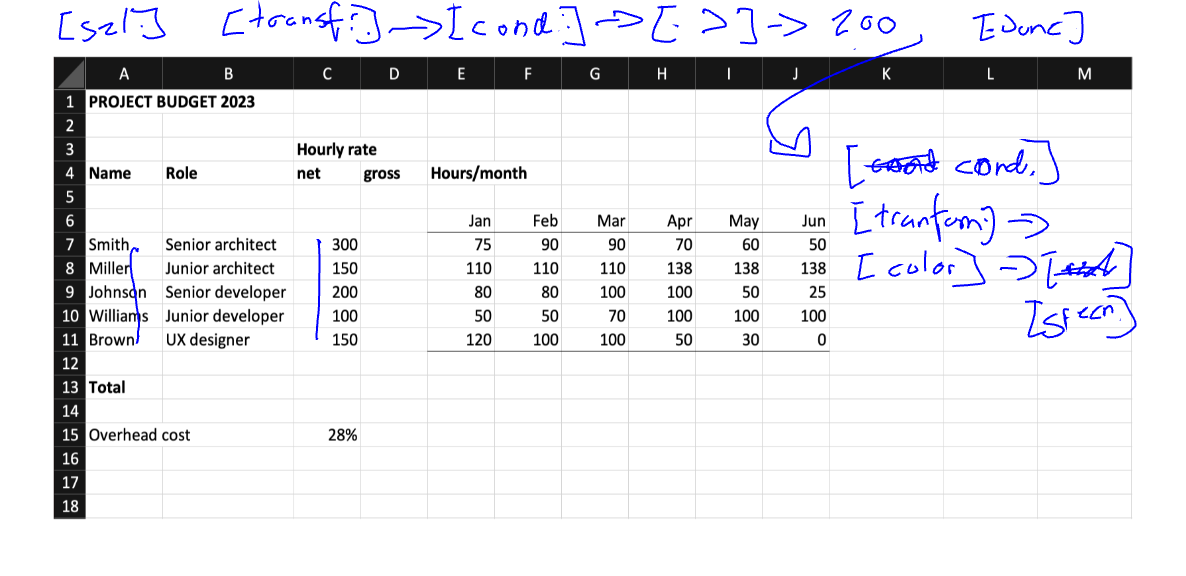 [sel:] [transf:] → [cond:] → [. >] → 200, [Done]
A B C D E F G H I J K L M
1 PROJECT BUDGET 2023
2
3 Hourly rate
[cond.]
4 Name Role net gross Hours/month
5
[tranfom:] →
6 Jan Feb Mar Apr May Jun
7 Smith Senior architect 300 75 90 90 70 60 50
8 Miller Junior architect 150 110 110 110 138 138 138
[color] → [ ]
9 Johnson Senior developer 200 80 80 100 100 50 25
10 Williams Junior developer 100 50 50 70 100 100 100
11 Brown UX designer 150 120 100 100 50 30 0
12
13 Total
14
15 Overhead cost 28%
16
17
18